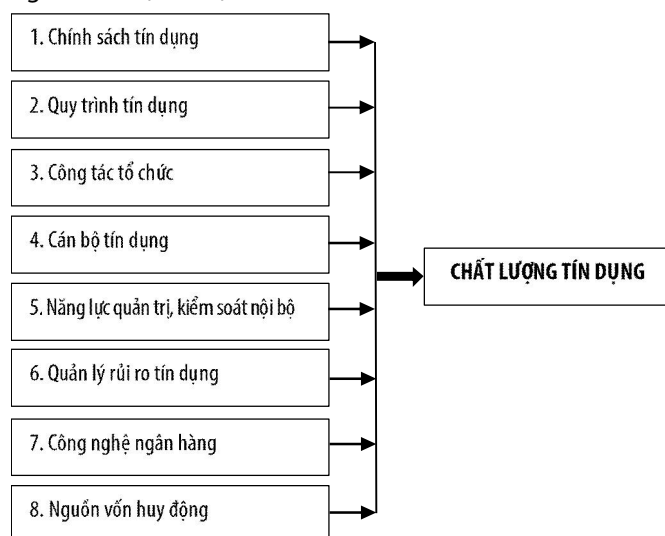 1. Chính sách tín dụng
2. Quy trình tín dụng
3. Công tác tổ chức
4. Cán bộ tín dụng
5. Năng lực quản trị, kiểm soát nội bộ
6. Quản lý rủi ro tín dụng
7. Công nghệ ngân hàng
8. Nguồn vốn huy động
CHẤT LƯỢNG TÍN DỤNG